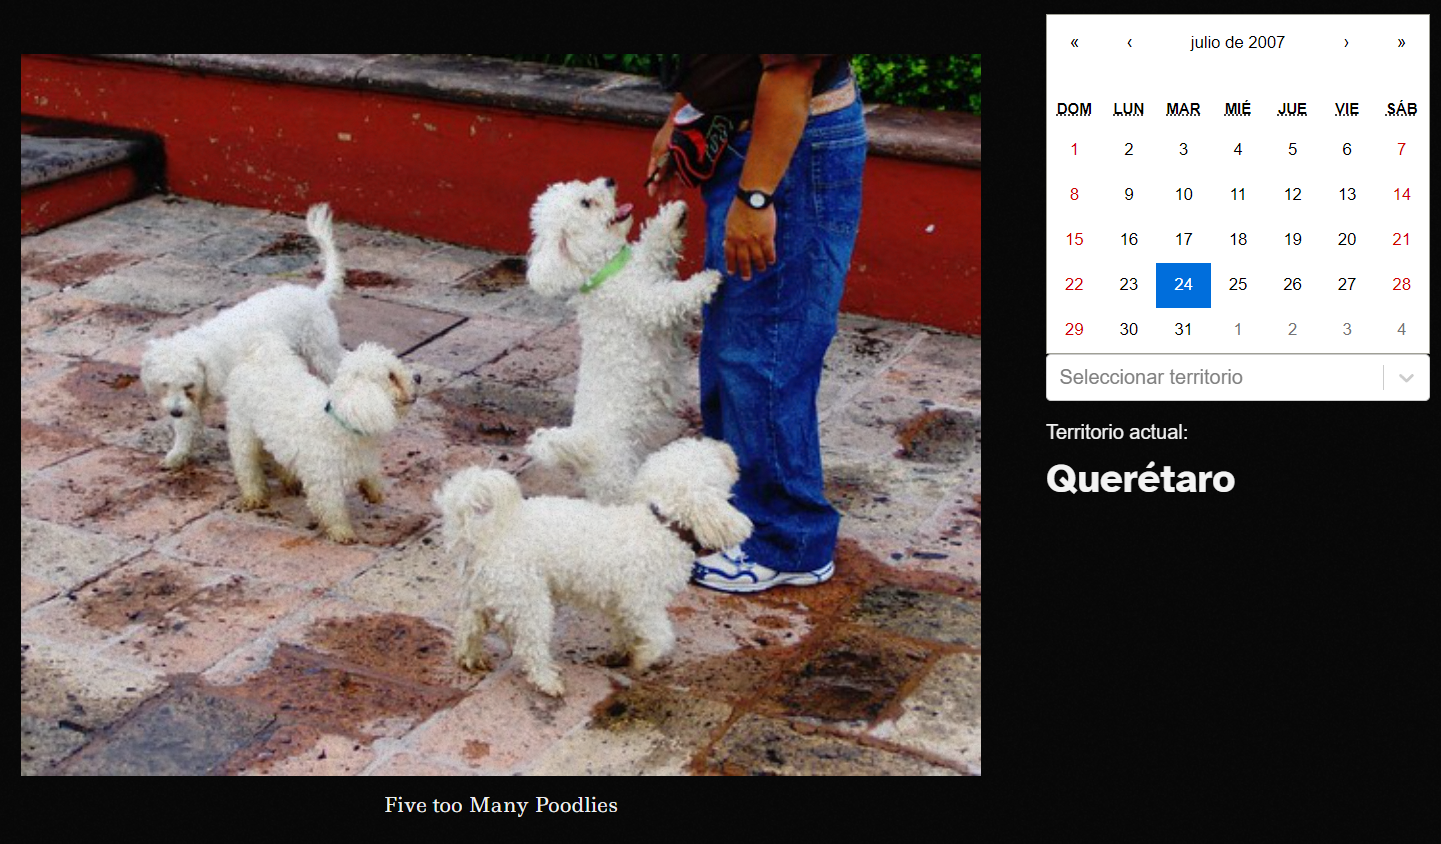 « ‹ julio de 2007 › »
DOM LUN MAR MIÉ JUE VIE SÁB
1 2 3 4 5 6 7
8 9 10 11 12 13 14
15 16 17 18 19 20 21
22 23 24 25 26 27 28
29 30 31 1 2 3 4
Seleccionar territorio
Territorio actual:
Querétaro
Five too Many Poodlies